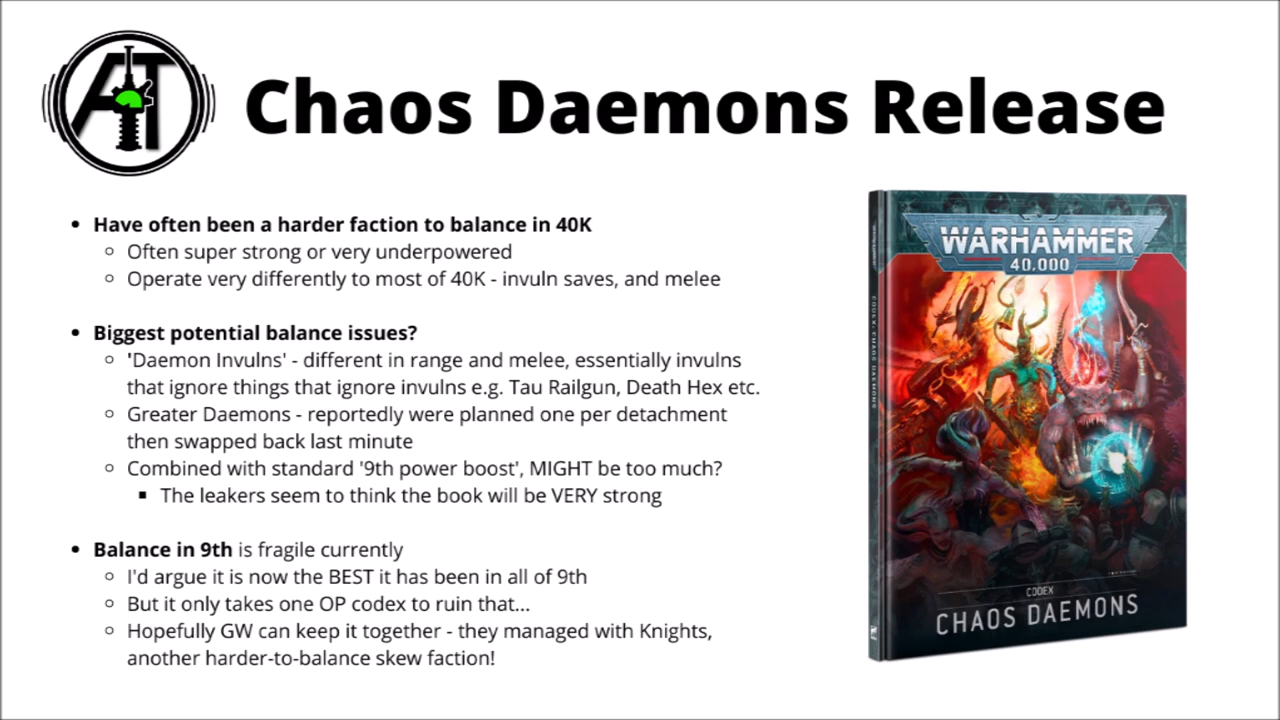 AT
Chaos Daemons Release
• Have often been a harder faction to balance in 40K
○ Often super strong or very underpowered
○ Operate very differently to most of 40K - invuln saves, and melee
• Biggest potential balance issues?
○ 'Daemon Invulns' - different in range and melee, essentially invulns
that ignore things that ignore invulns e.g. Tau Railgun, Death Hex etc.
○ Greater Daemons - reportedly were planned one per detachment
then swapped back last minute
○ Combined with standard '9th power boost', MIGHT be too much?
▪ The leakers seem to think the book will be VERY strong
• Balance in 9th is fragile currently
○ I'd argue it is now the BEST it has been in all of 9th
○ But it only takes one OP codex to ruin that...
○ Hopefully GW can keep it together - they managed with Knights,
another harder-to-balance skew faction!
WARHAMMER
40,000
CODEX: CHAOS DAEMONS
CODEX
CHAOS DAEMONS